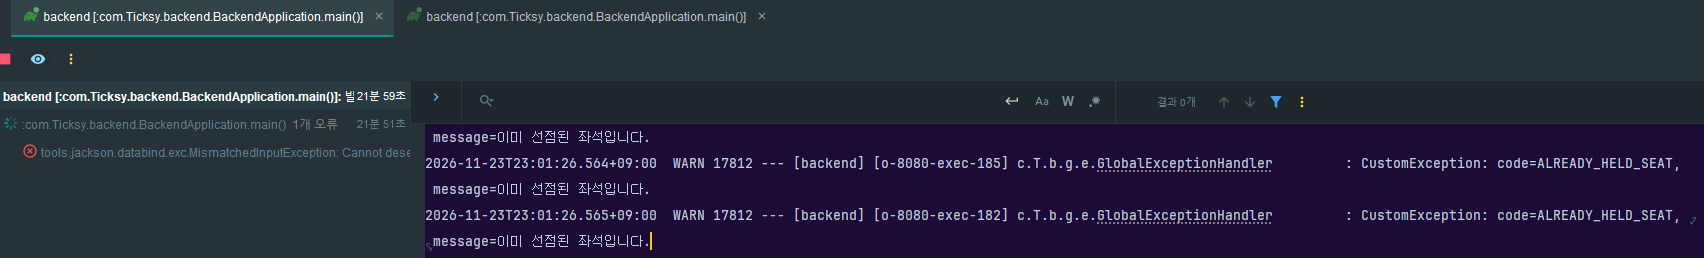 backend [:com.Ticksy.backend.BackendApplication.main()] ×
backend [:com.Ticksy.backend.BackendApplication.main()] ×
backend [:com.Ticksy.backend.BackendApplication.main()]: 빌 21분 59초
:com.Ticksy.backend.BackendApplication.main() 1개 오류 21분 51초
tools.jackson.databind.exc.MismatchedInputException: Cannot dese
Aa W .* 결과 0개
message=이미 선점된 좌석입니다.
2026-11-23T23:01:26.564+09:00 WARN 17812 --- [backend] [o-8080-exec-185] c.T.b.g.e.GlobalExceptionHandler : CustomException: code=ALREADY_HELD_SEAT,
message=이미 선점된 좌석입니다.
2026-11-23T23:01:26.565+09:00 WARN 17812 --- [backend] [o-8080-exec-182] c.T.b.g.e.GlobalExceptionHandler : CustomException: code=ALREADY_HELD_SEAT,
message=이미 선점된 좌석입니다.